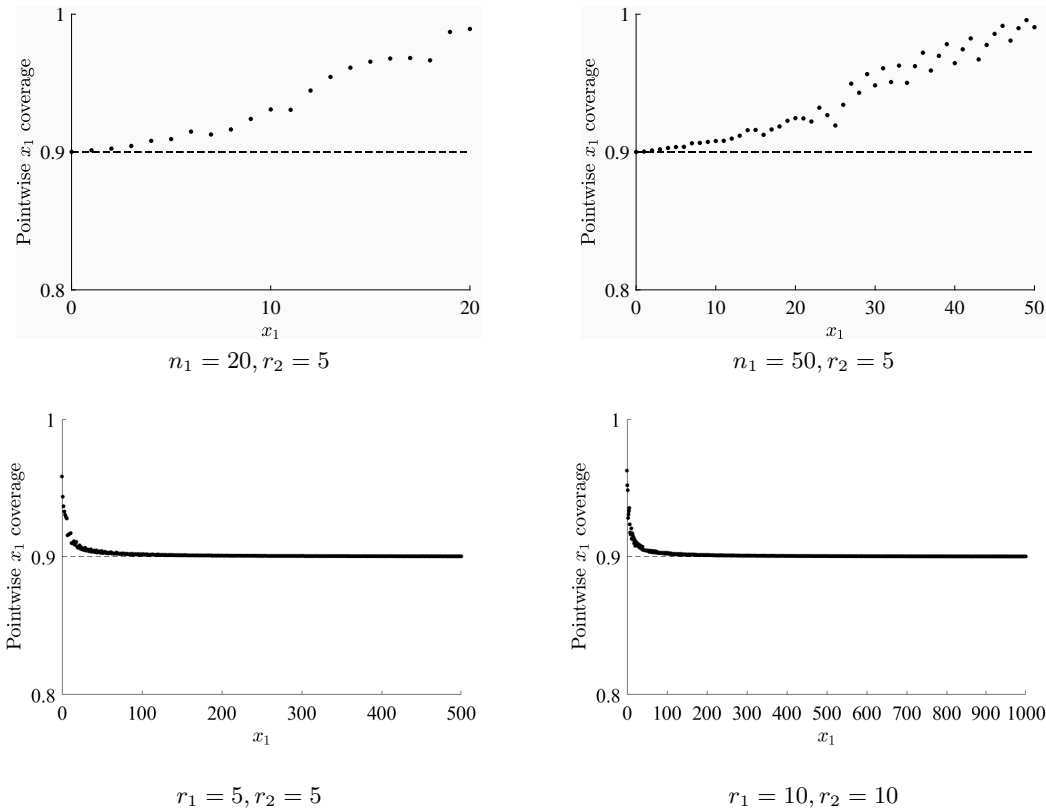 1
1
Pointwise x₁ coverage
Pointwise x₁ coverage
0.9
0.9
0.8
0.8
0 10 20
0 10 20 30 40 50
x₁
x₁
n₁ = 20, r₂ = 5
n₁ = 50, r₂ = 5
1
1
Pointwise x₁ coverage
Pointwise x₁ coverage
0.9
0.9
0.8
0.8
0 100 200 300 400 500
0 100 200 300 400 500 600 700 800 900 1000
x₁
x₁
r₁ = 5, r₂ = 5
r₁ = 10, r₂ = 10